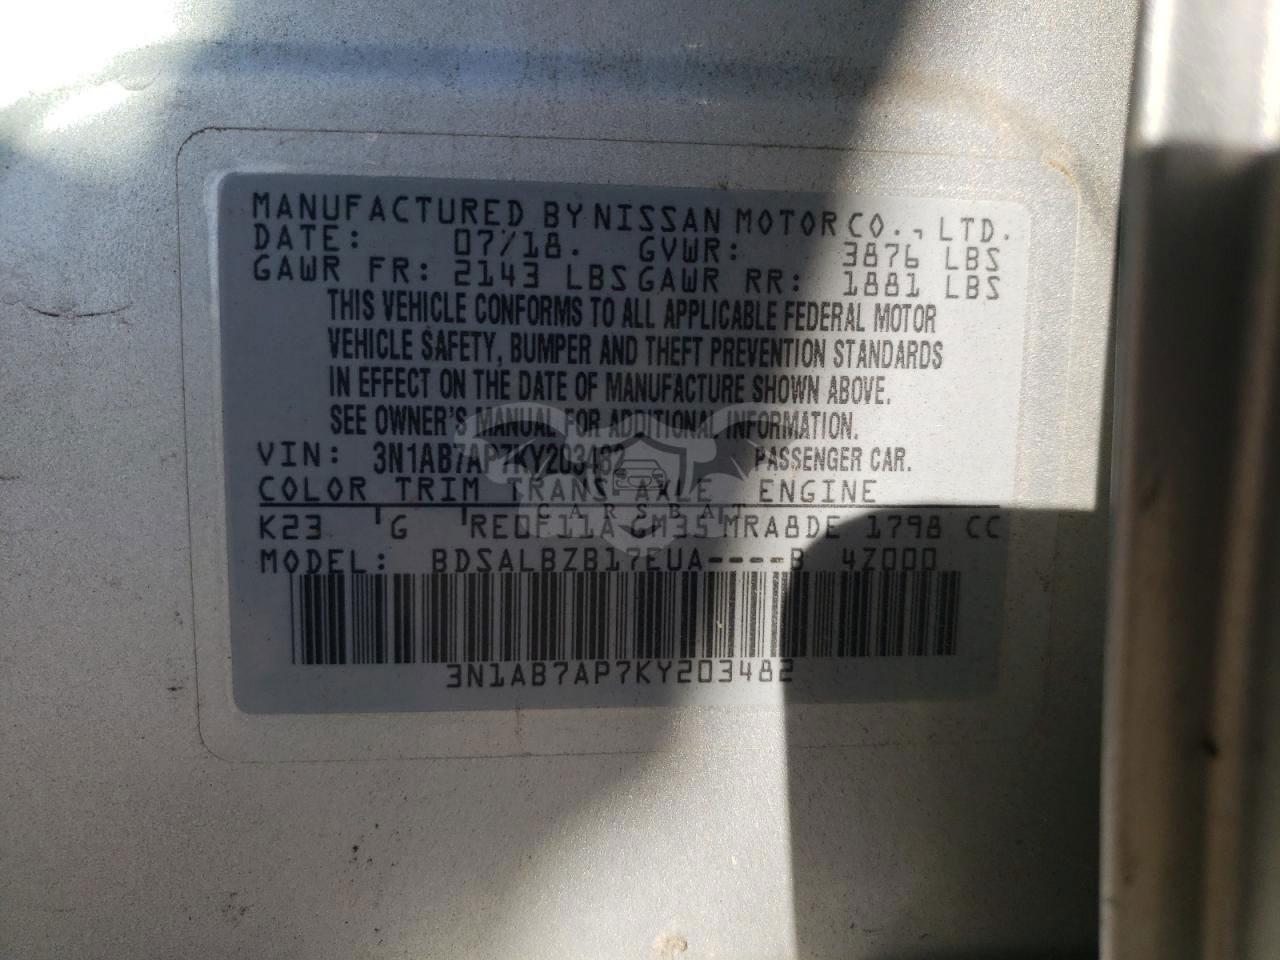 MANUFACTURED BY NISSAN MOTOR CO., LTD.
DATE: 07/18. GVWR: 3876 LBS
GAWR FR: 2143 LBS GAWR RR: 1881 LBS
THIS VEHICLE CONFORMS TO ALL APPLICABLE FEDERAL MOTOR
VEHICLE SAFETY, BUMPER AND THEFT PREVENTION STANDARDS
IN EFFECT ON THE DATE OF MANUFACTURE SHOWN ABOVE.
SEE OWNER'S MANUAL FOR ADDITIONAL INFORMATION.
VIN: 3N1AB7AP7KY203482 PASSENGER CAR.
COLOR TRIM TRANS AXLE ENGINE
CARSBAT
K23 G RE0F11A GM35 MRA8DE 1798 CC
MODEL: BDSALBZB17EUA----B 4Z000
3N1AB7AP7KY203482